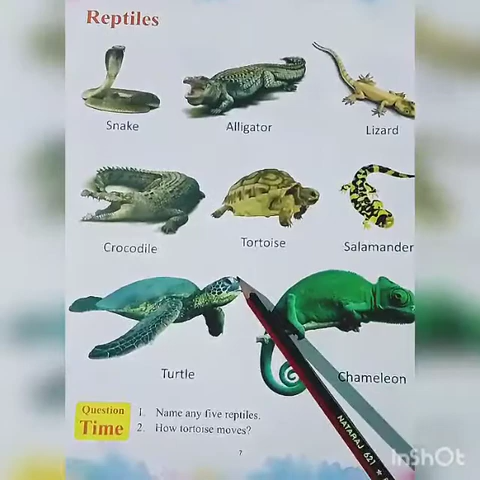 Reptiles
Snake
Alligator
Lizard
Crocodile
Tortoise
Salamander
Turtle
Chameleon
Question
Time
1. Name any five reptiles.
2. How tortoise moves?
7
NATARAJ 621
InShOt